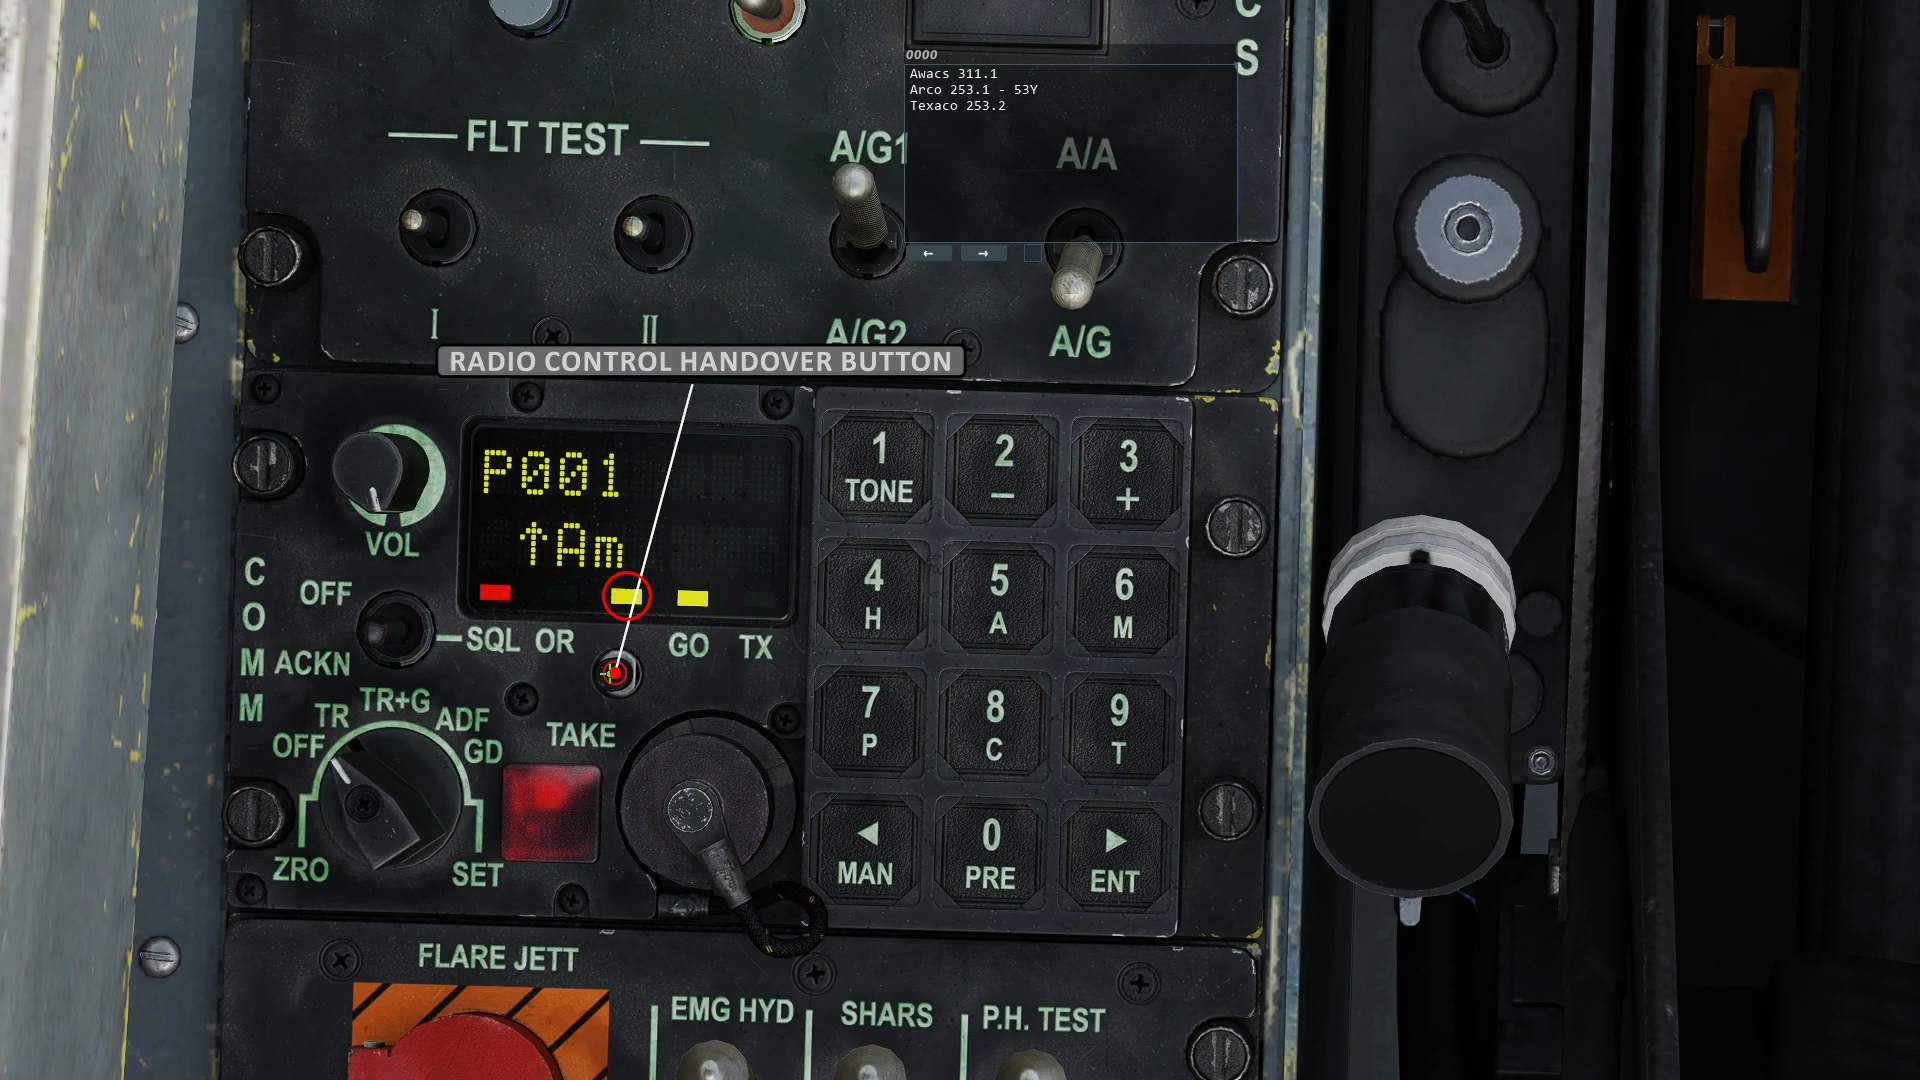 C
S
0000
Awacs 311.1
Arco 253.1 - 53Y
Texaco 253.2
FLT TEST
A/G1
A/A
I
II
A/G2
A/G
RADIO CONTROL HANDOVER BUTTON
P001
↑Am
VOL
OFF
SQL OR GO TX
ACKN
COMM
TR+G
TR
ADF
OFF
GD
ZRO
SET
TAKE
1
TONE
2
—
3
+
4
H
5
A
6
M
7
P
8
C
9
T
◄
MAN
0
PRE
►
ENT
← →
FLARE JETT
EMG HYD
SHARS
P.H. TEST